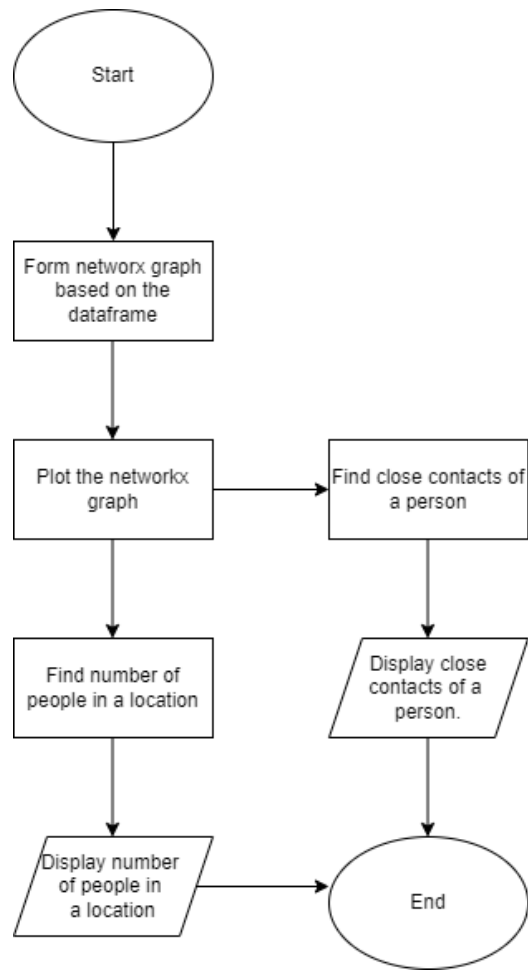 Start
Form networx graph
based on the
dataframe
Plot the networkx
graph
Find close contacts of
a person
Find number of
people in a location
Display close
contacts of a
person.
Display number
of people in
a location
End